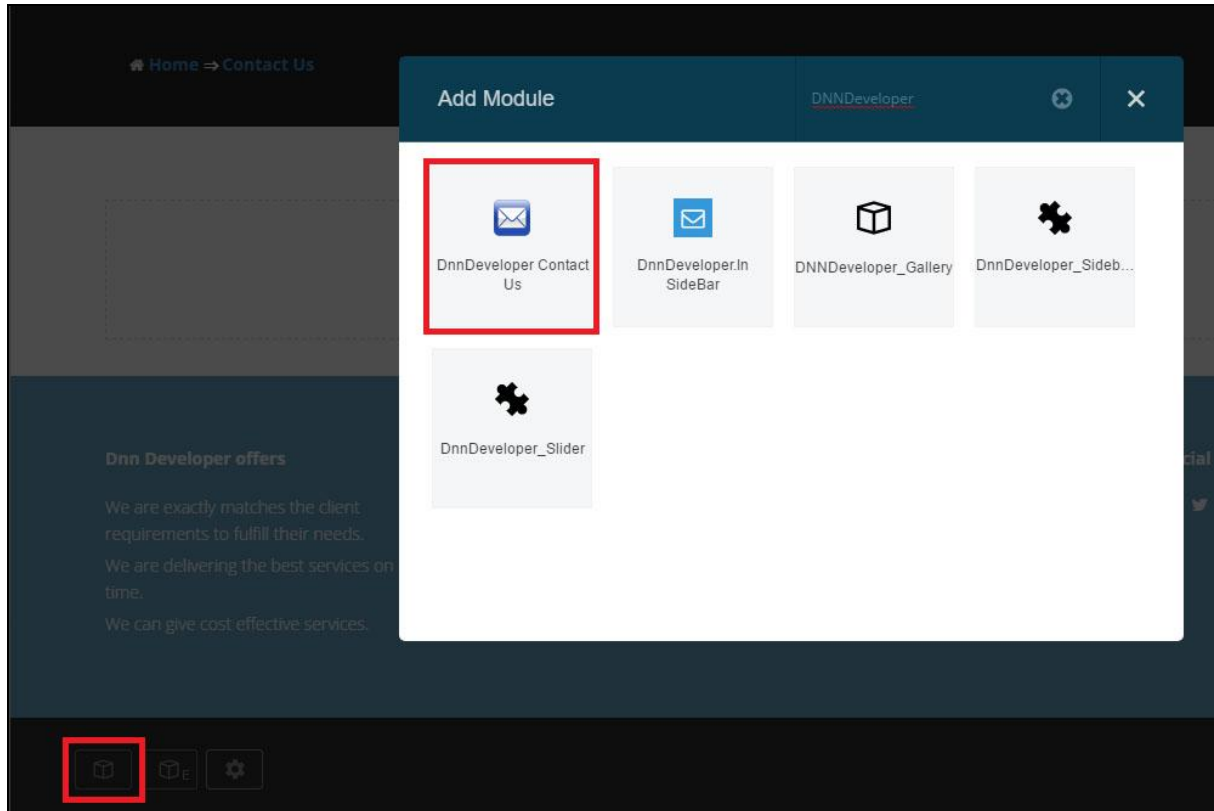 Home ⇒ Contact Us
Add Module
DNNDeveloper
DnnDeveloper Contact
Us
DnnDeveloper.In
SideBar
DNNDeveloper_Gallery
DnnDeveloper_Sideb...
DnnDeveloper_Slider
Dnn Developer offers
We are exactly matches the client
requirements to fulfill their needs.
We are delivering the best services on
time.
We can give cost effective services.
cial
E